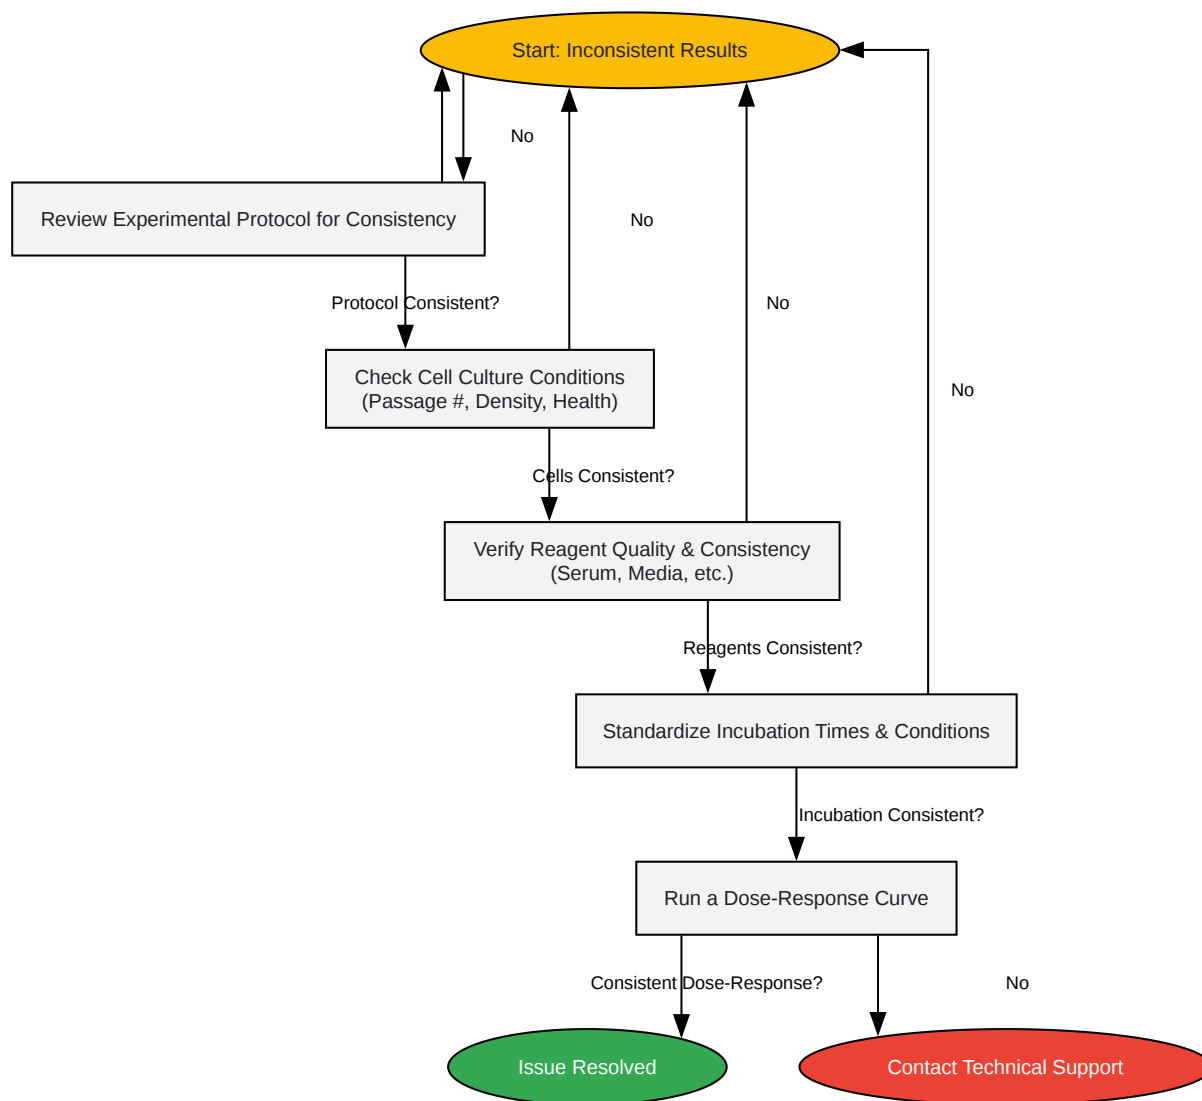 Start: Inconsistent Results
No
Review Experimental Protocol for Consistency
No
Protocol Consistent?
No
Check Cell Culture Conditions
(Passage #, Density, Health)
No
Cells Consistent?
Verify Reagent Quality & Consistency
(Serum, Media, etc.)
Reagents Consistent?
Standardize Incubation Times & Conditions
Incubation Consistent?
Run a Dose-Response Curve
Consistent Dose-Response?
No
Issue Resolved
Contact Technical Support